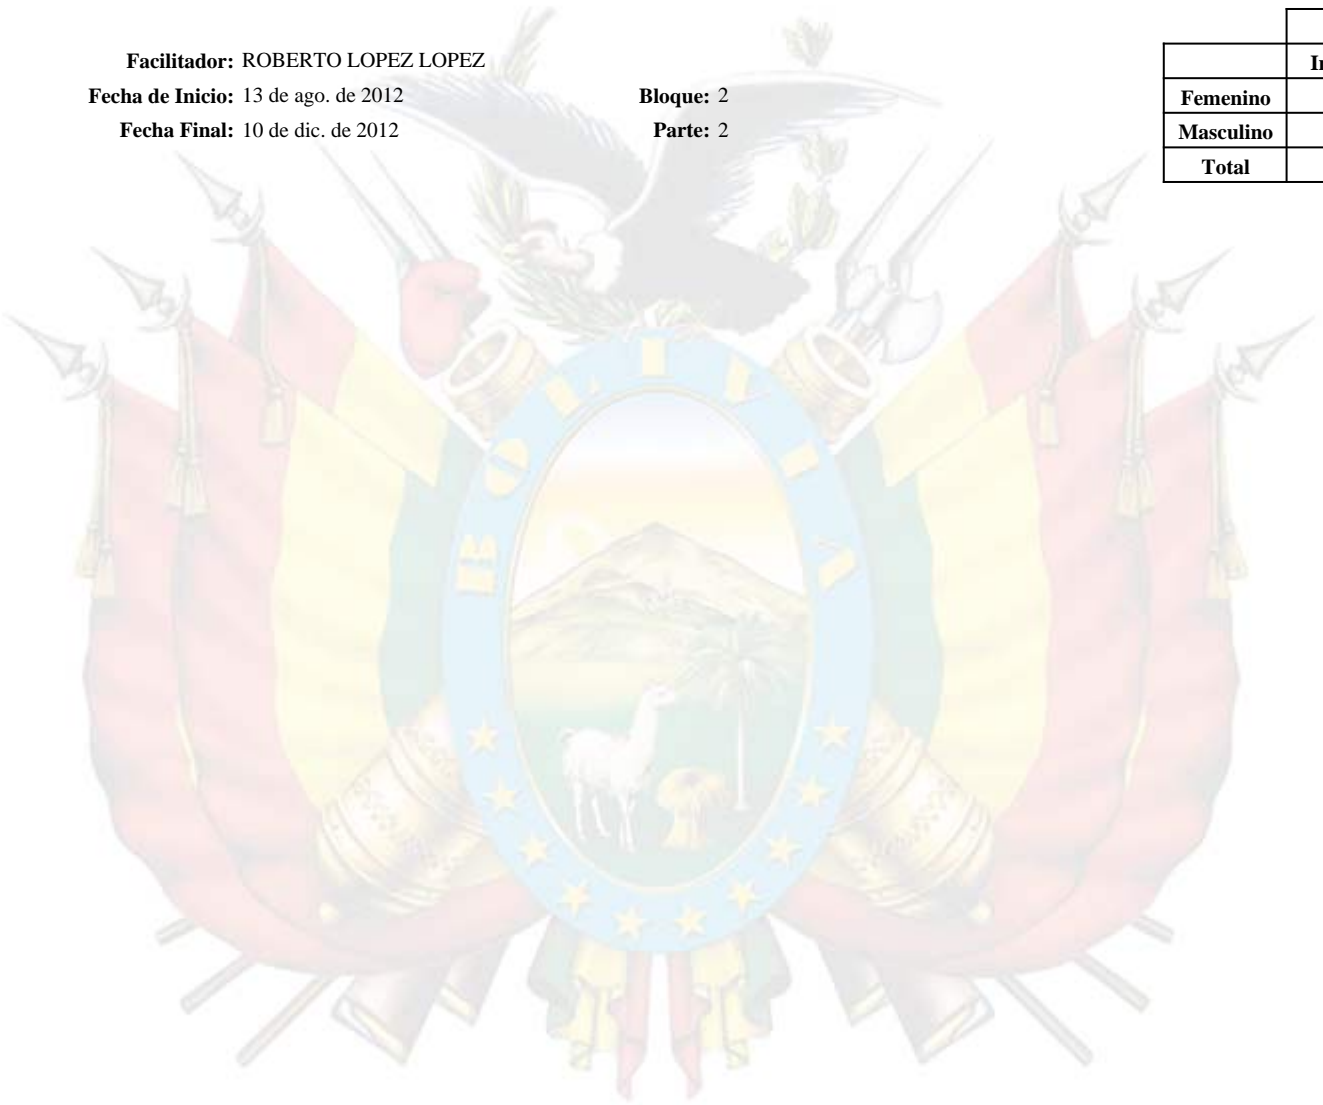 Facilitador: ROBERTO LOPEZ LOPEZ
Fecha de Inicio: 13 de ago. de 2012 Bloque: 2
Fecha Final: 10 de dic. de 2012 Parte: 2
Femenino
Masculino
Total
BOLIVIA